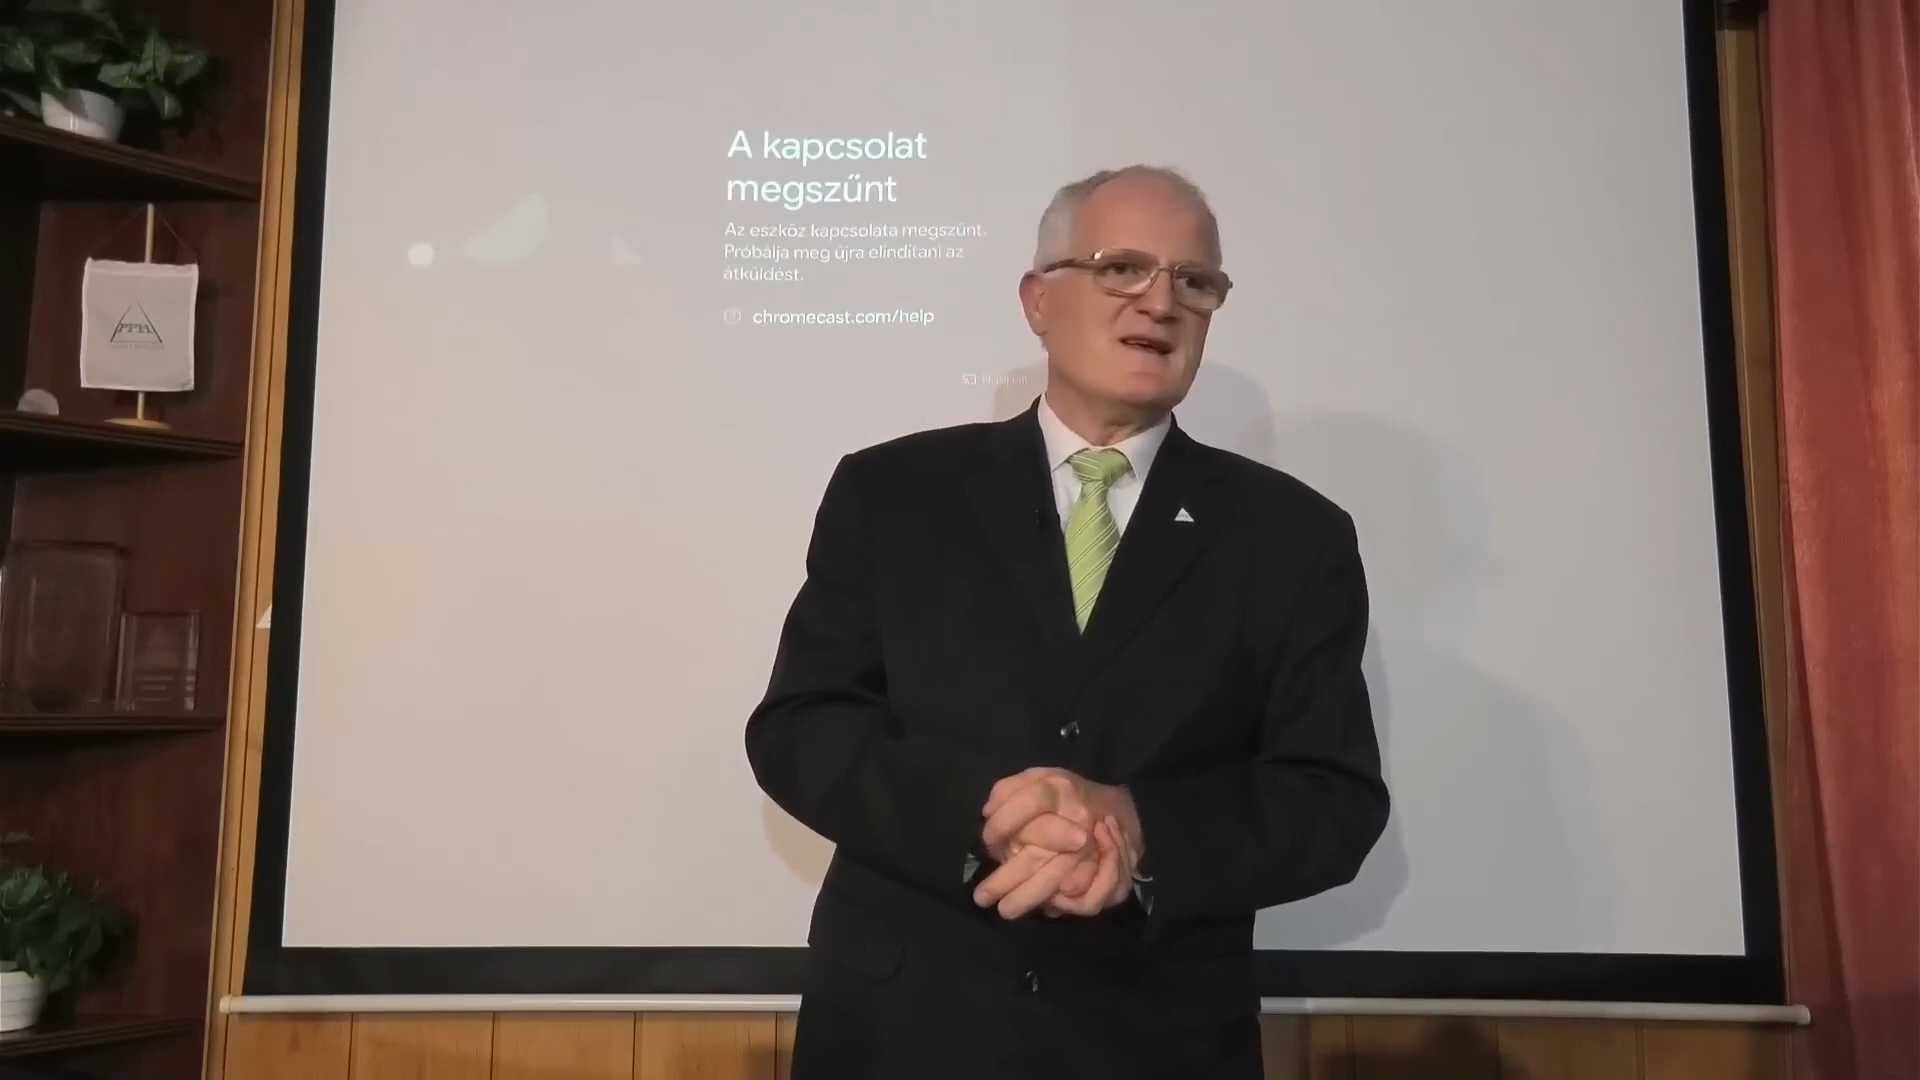 A kapcsolat
megszűnt
Az eszköz kapcsolata megszűnt.
Próbálja meg újra elindítani az
átküldést.
chromecast.com/help